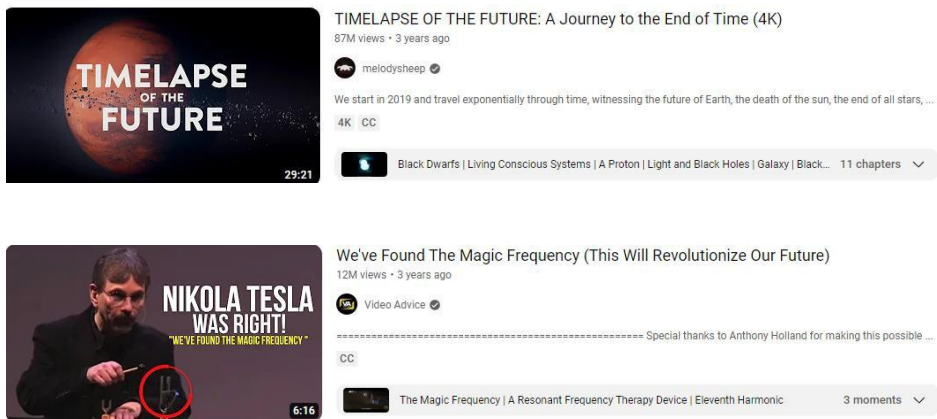 TIMELAPSE
OF THE
FUTURE
29:21
TIMELAPSE OF THE FUTURE: A Journey to the End of Time (4K)
87M views • 3 years ago
melodysheep
We start in 2019 and travel exponentially through time, witnessing the future of Earth, the death of the sun, the end of all stars, ...
4K CC
Black Dwarfs | Living Conscious Systems | A Proton | Light and Black Holes | Galaxy | Black... 11 chapters
NIKOLA TESLA
WAS RIGHT!
"WE'VE FOUND THE MAGIC FREQUENCY"
6:16
We've Found The Magic Frequency (This Will Revolutionize Our Future)
12M views • 3 years ago
VA
Video Advice
====================================================== Special thanks to Anthony Holland for making this possible ...
CC
The Magic Frequency | A Resonant Frequency Therapy Device | Eleventh Harmonic 3 moments